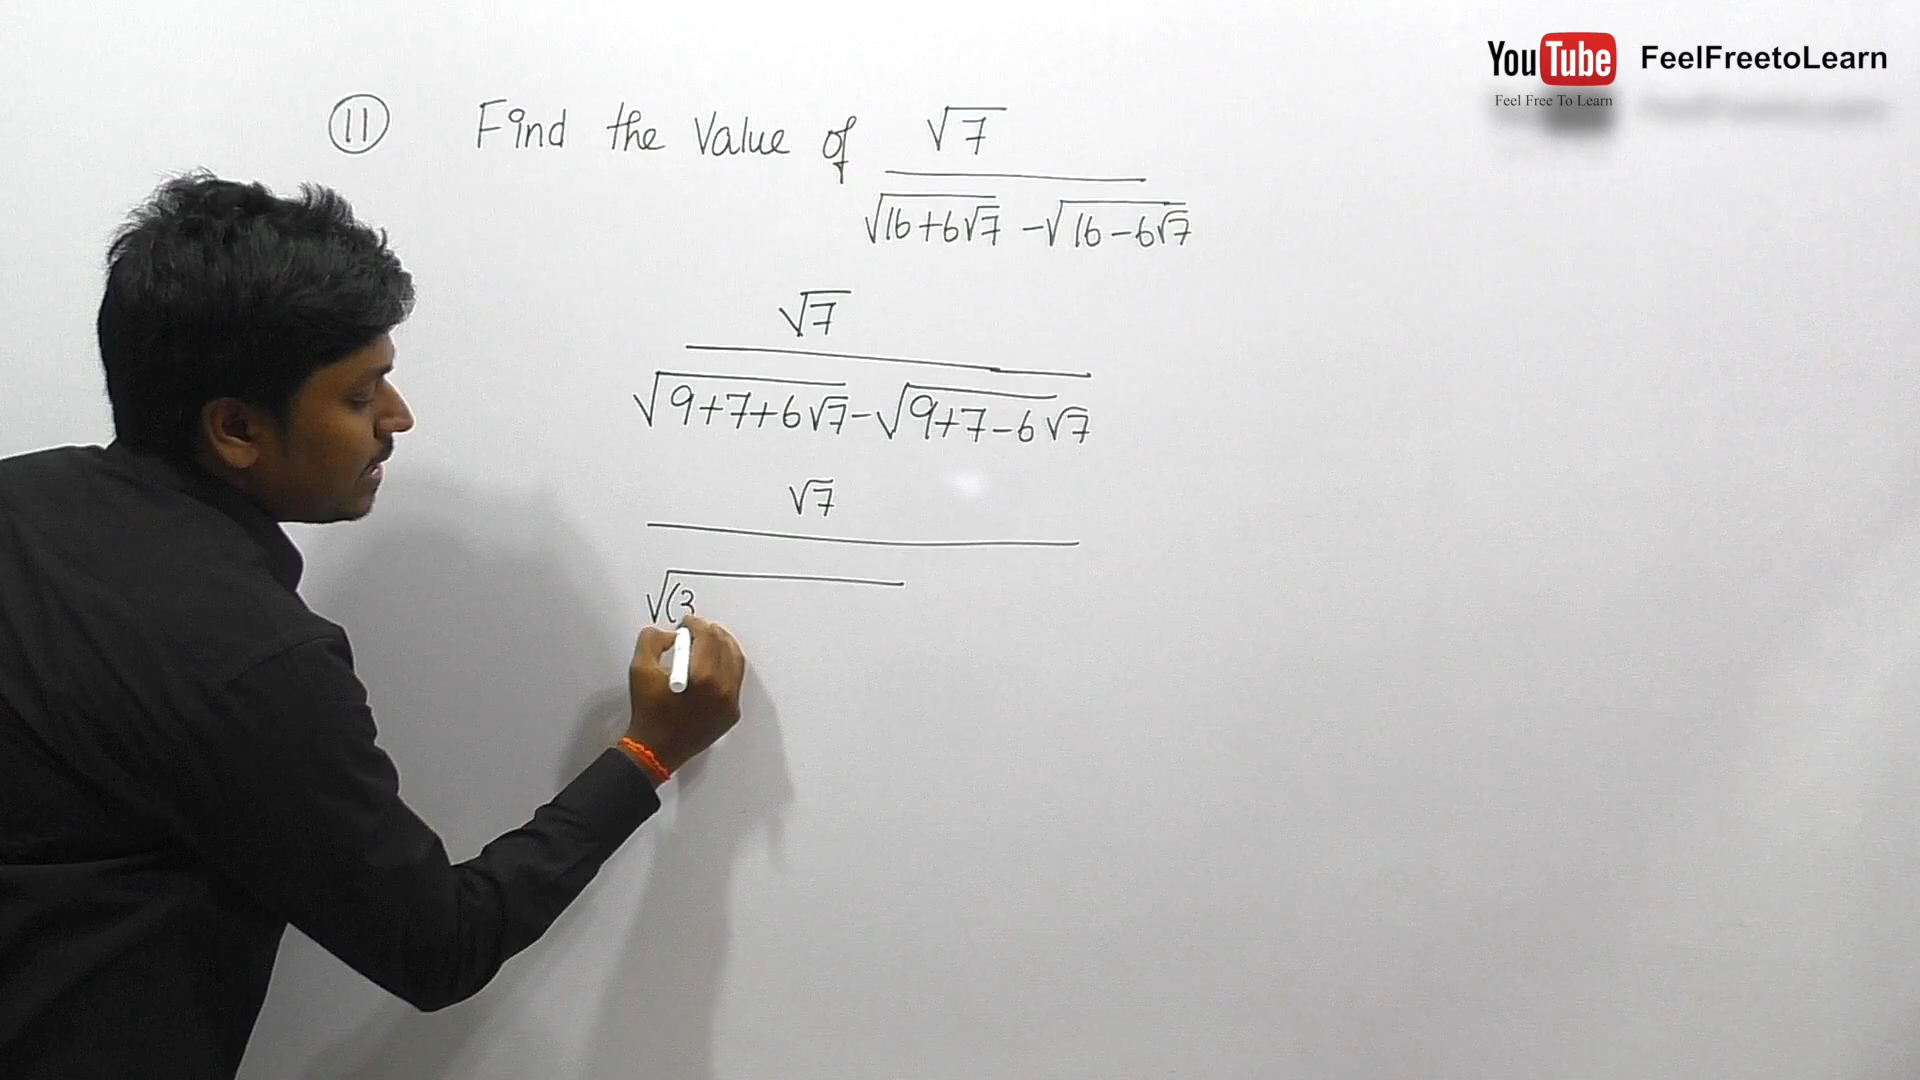 YouTube FeelFreetoLearn
Feel Free To Learn
11 Find the Value of √7
√16+6√7 -√16-6√7
√7
√9+7+6√7-√9+7-6√7
√7
√(3